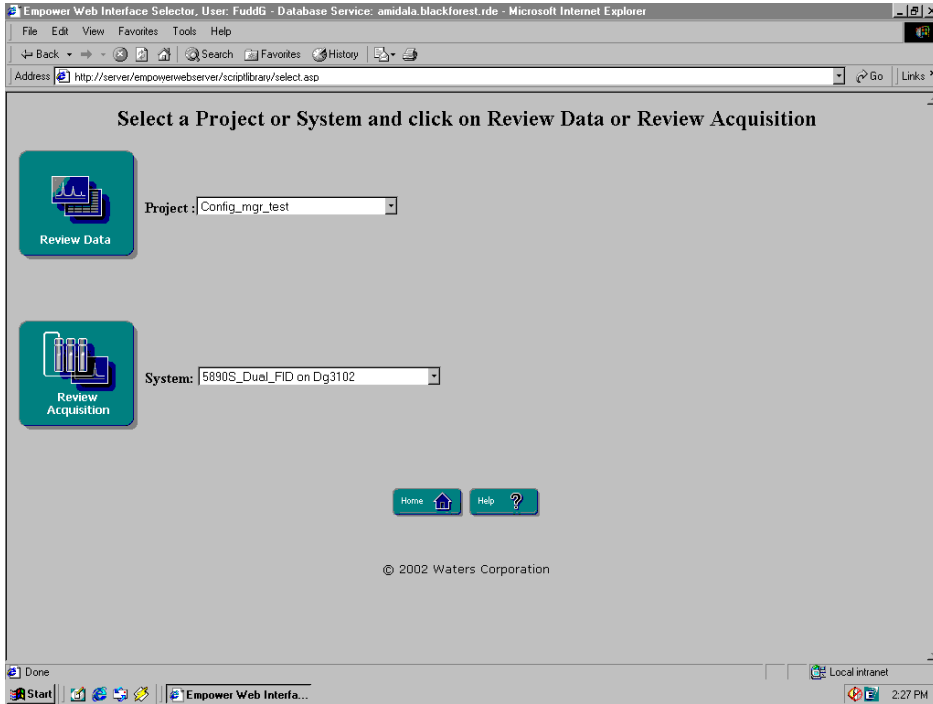 Empower Web Interface Selector, User: FuddG - Database Service: amidala.blackforest.rde - Microsoft Internet Explorer
File Edit View Favorites Tools Help
Back Search Favorites History
Address http://server/empowerwebserver/scriptlibrary/select.asp Go Links »
Select a Project or System and click on Review Data or Review Acquisition
Review Data
Project : Config_mgr_test
Review
Acquisition
System: 5890S_Dual_FID on Dg3102
Home Help ?
© 2002 Waters Corporation
Done Local intranet
Start Empower Web Interfa... 2:27 PM